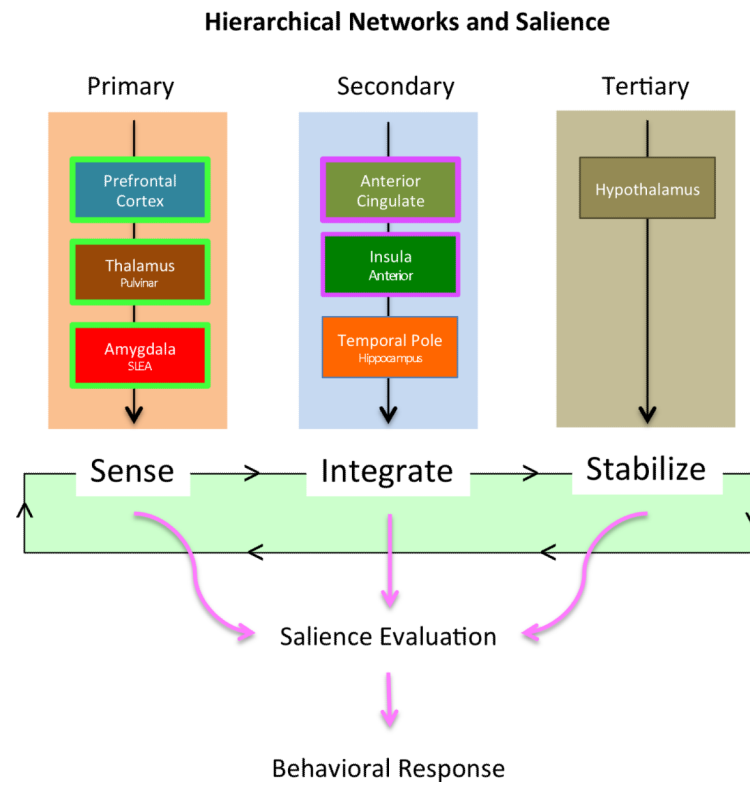 Hierarchical Networks and Salience
Primary
Secondary
Tertiary
Prefrontal
Cortex
Thalamus
Pulvinar
Amygdala
SLEA
Anterior
Cingulate
Insula
Anterior
Temporal Pole
Hippocampus
Hypothalamus
Sense
Integrate
Stabilize
Salience Evaluation
Behavioral Response